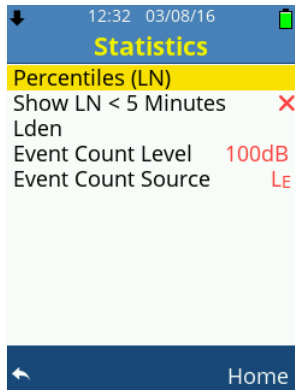 12:32 03/08/16
Statistics
Percentiles (LN)
Show LN < 5 Minutes
Lden
Event Count Level 100dB
Event Count Source LE
Home